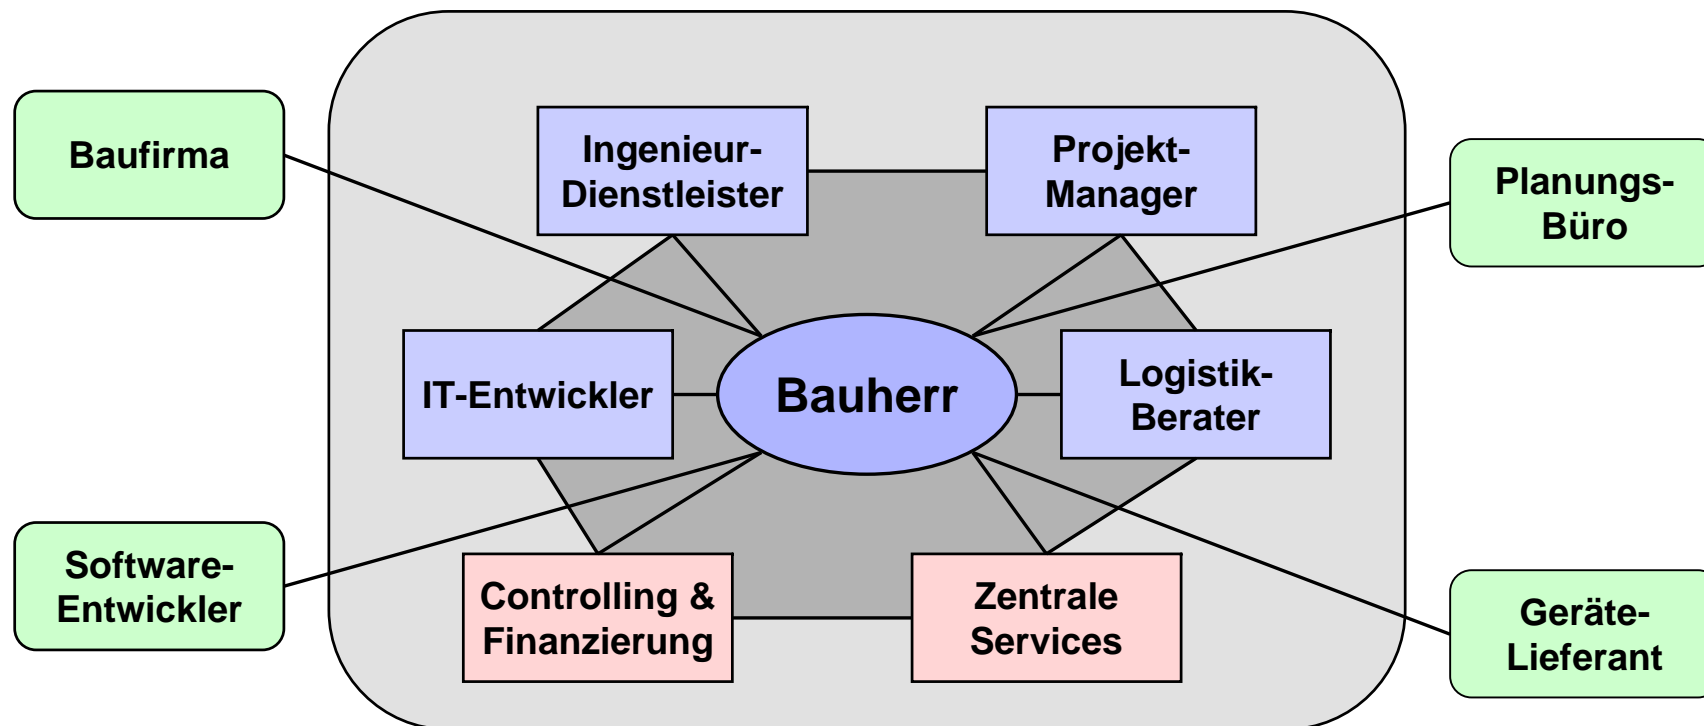 Baufirma
Ingenieur-
Dienstleister
Projekt-
Manager
Planungs-
Büro
IT-Entwickler
Bauherr
Logistik-
Berater
Software-
Entwickler
Controlling &
Finanzierung
Zentrale
Services
Geräte-
Lieferant